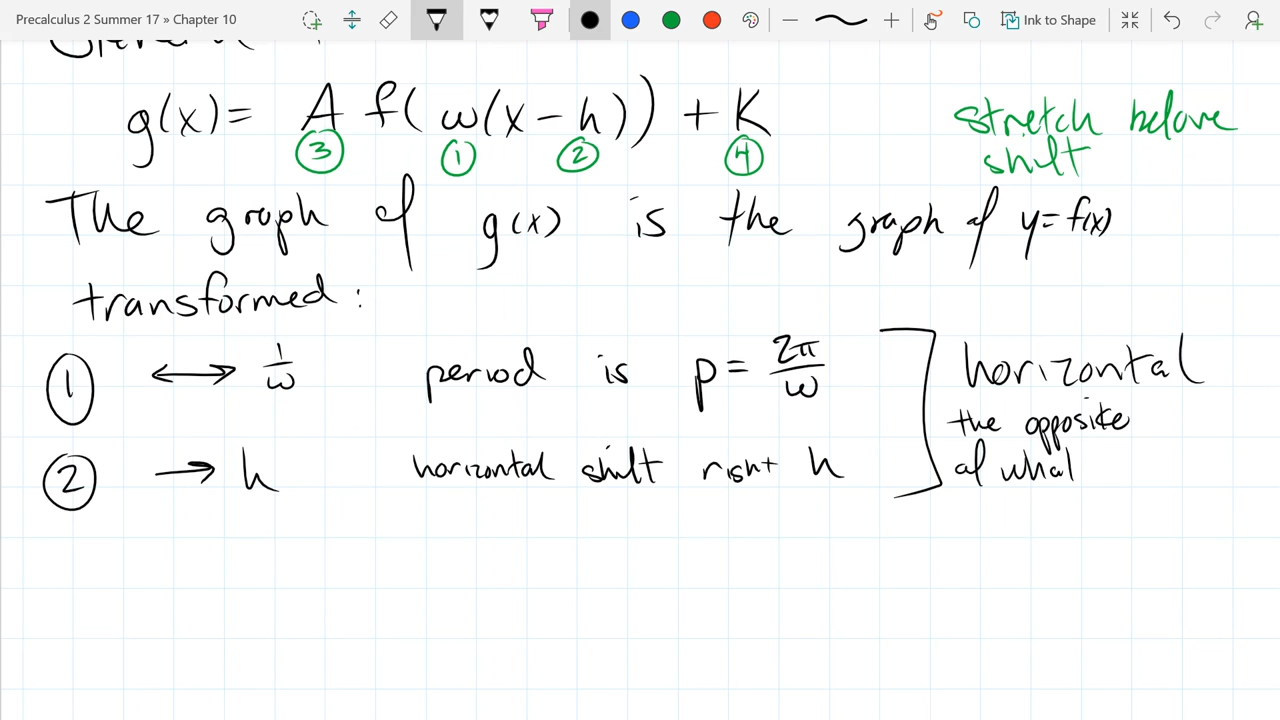 Precalculus 2 Summer 17 » Chapter 10
Ink to Shape
g(x) = A f( ω(x - h)) + K
③ ① ② ④
stretch before
shift
The graph of g(x) is the graph of y = f(x)
transformed:
① ↔ 1/ω period is p = 2π/ω
② → h horizontal shift right h
horizontal
the opposite
of what